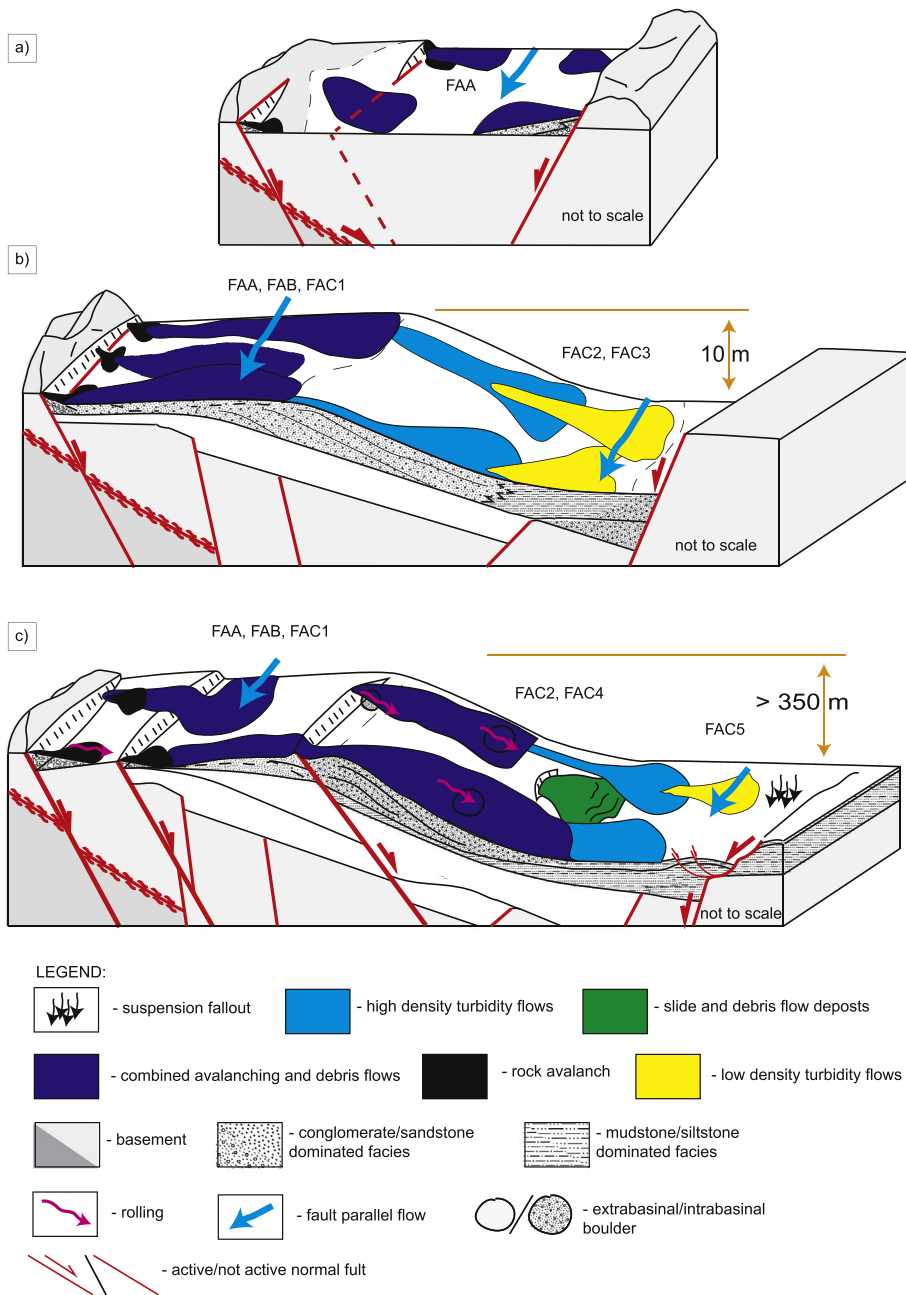 a)
FAA
not to scale
b)
FAA, FAB, FAC1
FAC2, FAC3
10 m
not to scale
c)
FAA, FAB, FAC1
FAC2, FAC4
> 350 m
FAC5
not to scale
LEGEND:
- suspension fallout
- high density turbidity flows
- slide and debris flow deposts
- combined avalanching and debris flows
- rock avalanch
- low density turbidity flows
- basement
- conglomerate/sandstone
dominated facies
- mudstone/siltstone
dominated facies
- rolling
- fault parallel flow
- extrabasinal/intrabasinal
boulder
- active/not active normal fult